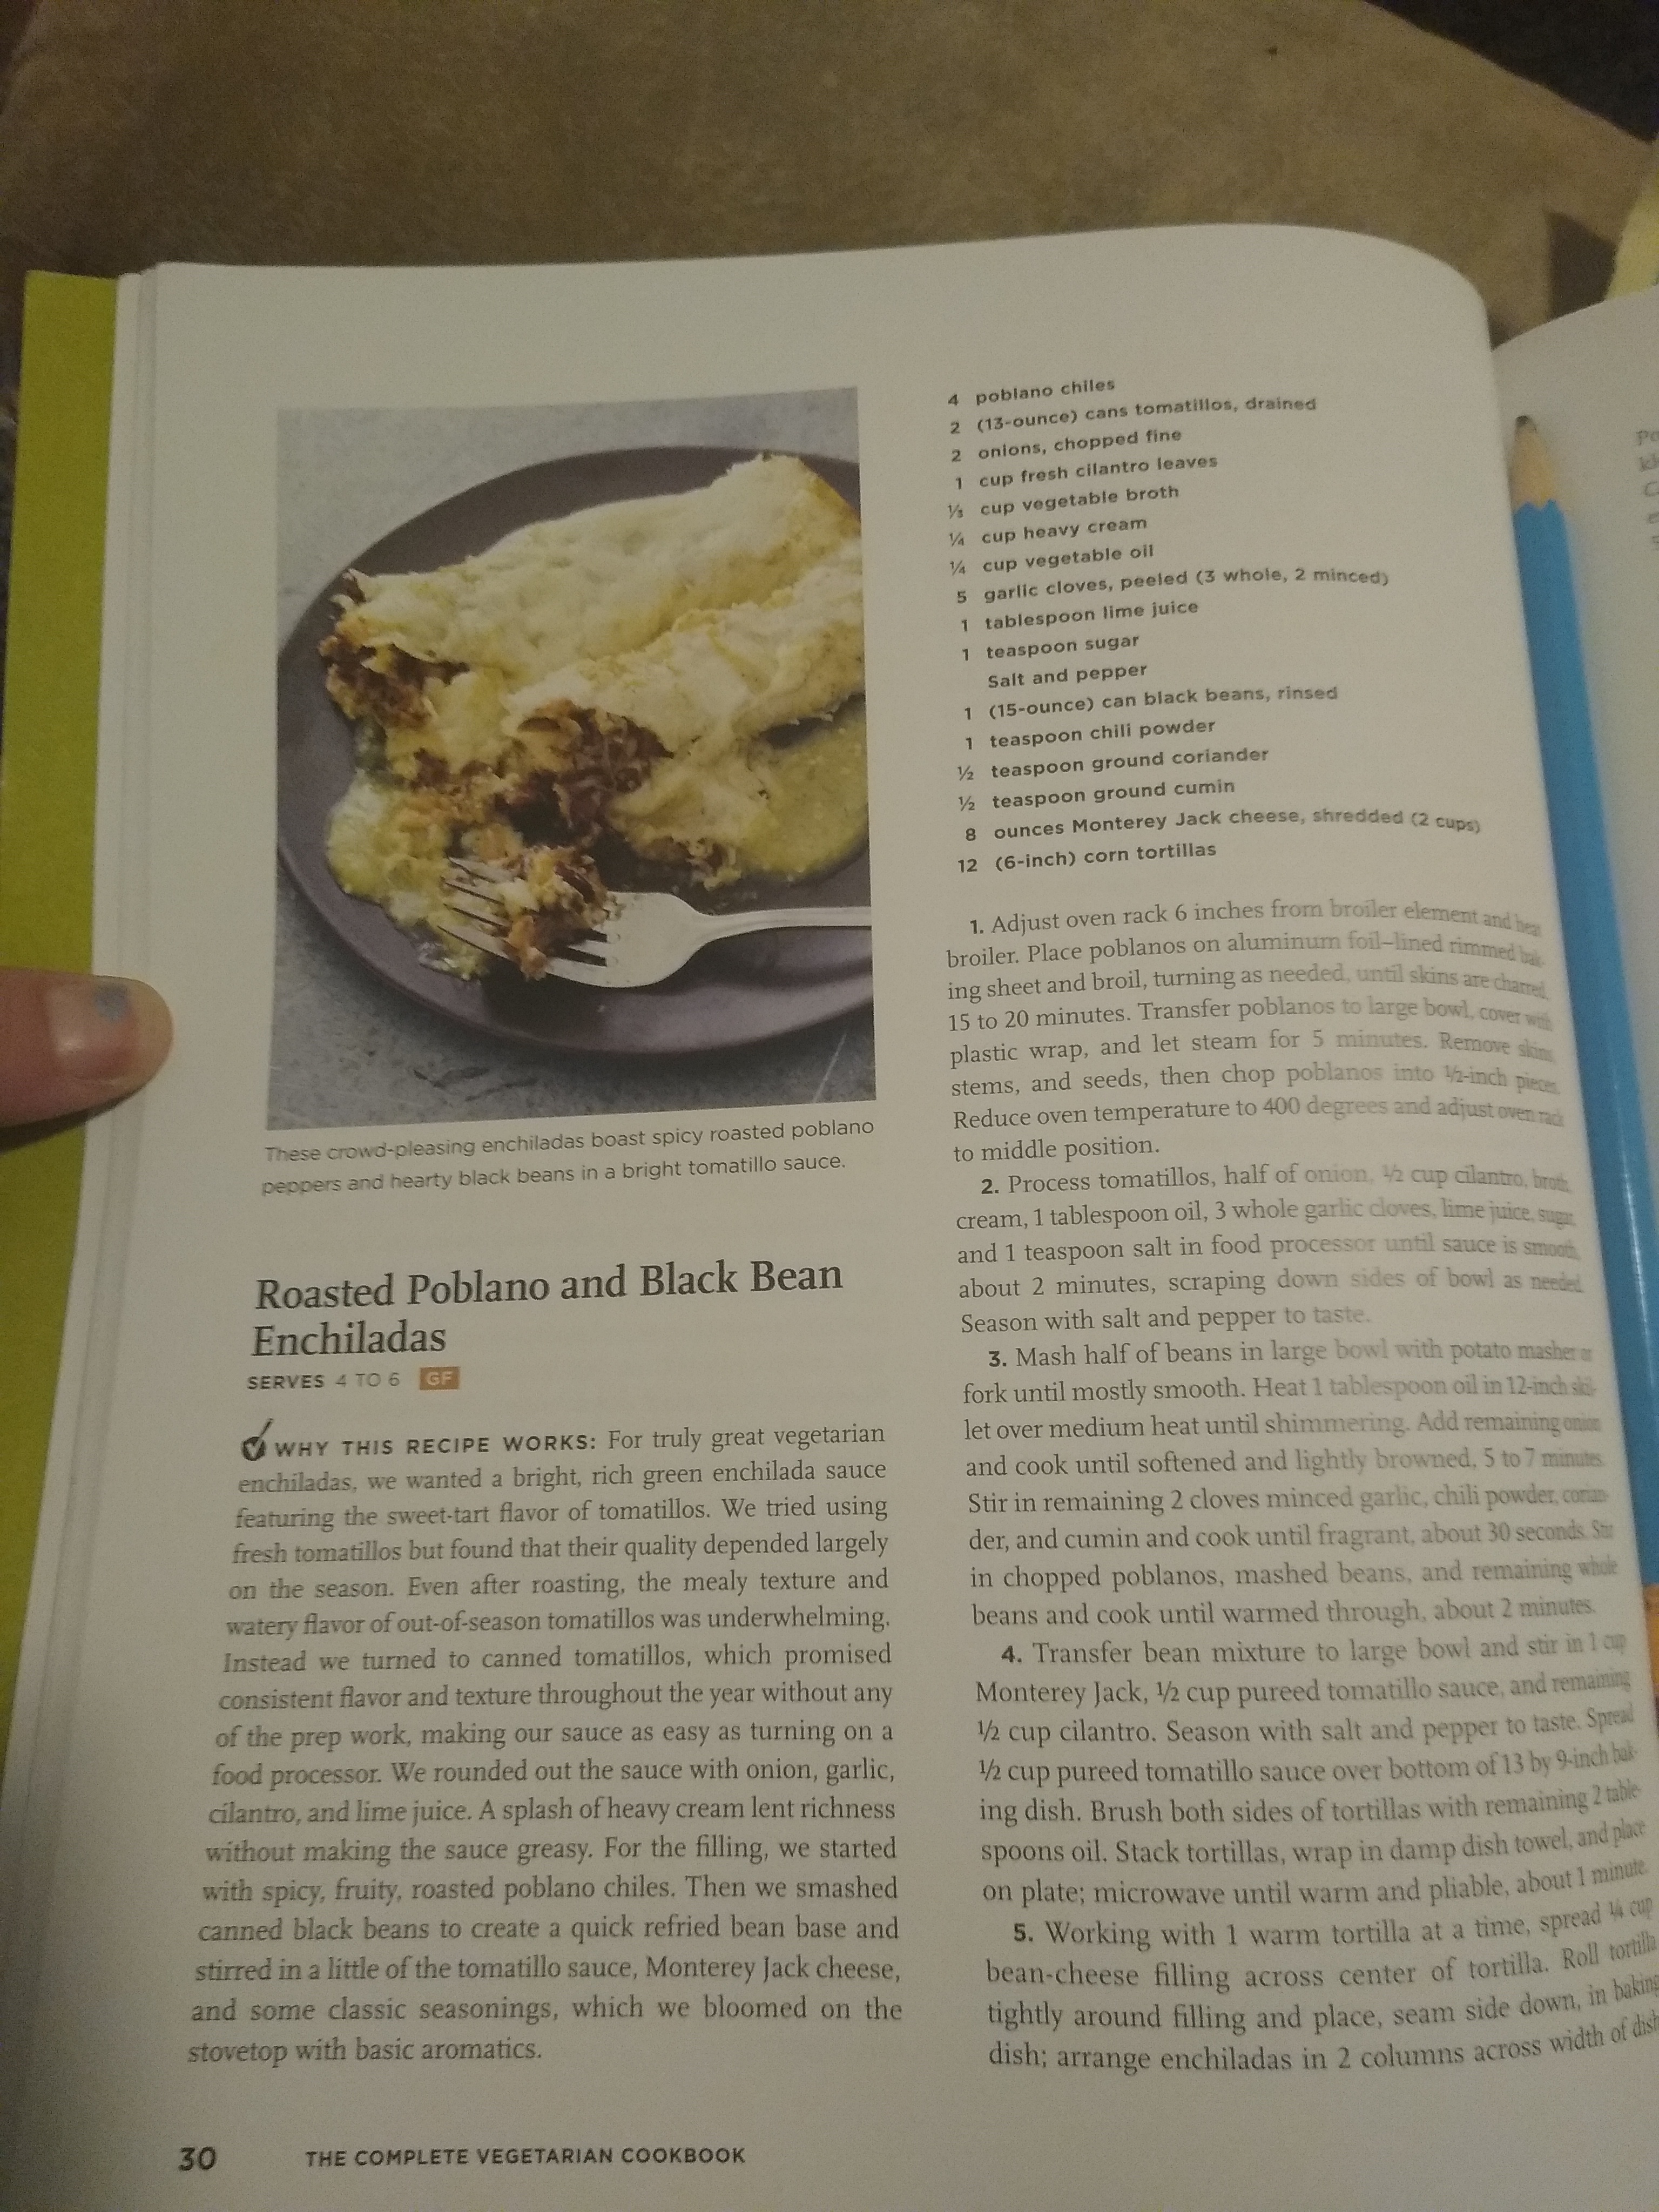 These crowd-pleasing enchiladas boast spicy roasted poblano
peppers and hearty black beans in a bright tomatillo sauce.
Roasted Poblano and Black Bean
Enchiladas
SERVES 4 TO 6 GF
WHY THIS RECIPE WORKS: For truly great vegetarian
enchiladas, we wanted a bright, rich green enchilada sauce
featuring the sweet-tart flavor of tomatillos. We tried using
fresh tomatillos but found that their quality depended largely
on the season. Even after roasting, the mealy texture and
watery flavor of out-of-season tomatillos was underwhelming.
Instead we turned to canned tomatillos, which promised
consistent flavor and texture throughout the year without any
of the prep work, making our sauce as easy as turning on a
food processor. We rounded out the sauce with onion, garlic,
cilantro, and lime juice. A splash of heavy cream lent richness
without making the sauce greasy. For the filling, we started
with spicy, fruity, roasted poblano chiles. Then we smashed
canned black beans to create a quick refried bean base and
stirred in a little of the tomatillo sauce, Monterey Jack cheese,
and some classic seasonings, which we bloomed on the
stovetop with basic aromatics.
4 poblano chiles
2 (13-ounce) cans tomatillos, drained
2 onions, chopped fine
1 cup fresh cilantro leaves
⅓ cup vegetable broth
¼ cup heavy cream
¼ cup vegetable oil
5 garlic cloves, peeled (3 whole, 2 minced)
1 tablespoon lime juice
1 teaspoon sugar
Salt and pepper
1 (15-ounce) can black beans, rinsed
1 teaspoon chili powder
½ teaspoon ground coriander
½ teaspoon ground cumin
8 ounces Monterey Jack cheese, shredded (2 cups)
12 (6-inch) corn tortillas
1. Adjust oven rack 6 inches from broiler element and heat
broiler. Place poblanos on aluminum foil–lined rimmed bak-
ing sheet and broil, turning as needed, until skins are charred,
15 to 20 minutes. Transfer poblanos to large bowl, cover with
plastic wrap, and let steam for 5 minutes. Remove skins,
stems, and seeds, then chop poblanos into ½-inch pieces.
Reduce oven temperature to 400 degrees and adjust oven rack
to middle position.
2. Process tomatillos, half of onion, ½ cup cilantro, broth,
cream, 1 tablespoon oil, 3 whole garlic cloves, lime juice, sugar,
and 1 teaspoon salt in food processor until sauce is smooth,
about 2 minutes, scraping down sides of bowl as needed.
Season with salt and pepper to taste.
3. Mash half of beans in large bowl with potato masher or
fork until mostly smooth. Heat 1 tablespoon oil in 12-inch skil-
let over medium heat until shimmering. Add remaining onion
and cook until softened and lightly browned, 5 to 7 minutes.
Stir in remaining 2 cloves minced garlic, chili powder, corian-
der, and cumin and cook until fragrant, about 30 seconds. Stir
in chopped poblanos, mashed beans, and remaining whole
beans and cook until warmed through, about 2 minutes.
4. Transfer bean mixture to large bowl and stir in 1 cup
Monterey Jack, ½ cup pureed tomatillo sauce, and remaining
½ cup cilantro. Season with salt and pepper to taste. Spread
½ cup pureed tomatillo sauce over bottom of 13 by 9-inch bak-
ing dish. Brush both sides of tortillas with remaining 2 table-
spoons oil. Stack tortillas, wrap in damp dish towel, and place
on plate; microwave until warm and pliable, about 1 minute.
5. Working with 1 warm tortilla at a time, spread ¼ cup
bean-cheese filling across center of tortilla. Roll tortilla
tightly around filling and place, seam side down, in baking
dish; arrange enchiladas in 2 columns across width of dish
30 THE COMPLETE VEGETARIAN COOKBOOK